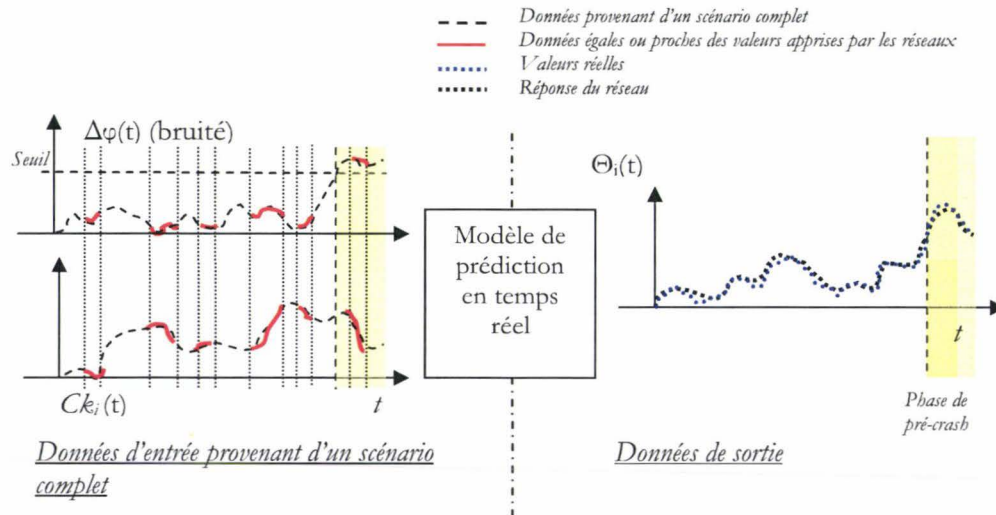 Données provenant d'un scénario complet
Données égales ou proches des valeurs apprises par les réseaux
Valeurs réelles
Réponse du réseau
Δφ(t) (bruité)
Seuil
Θi(t)
Modèle de
prédiction
en temps
réel
t
Cki(t)
t
Phase de
pré-crash
Données d'entrée provenant d'un scénario
complet
Données de sortie